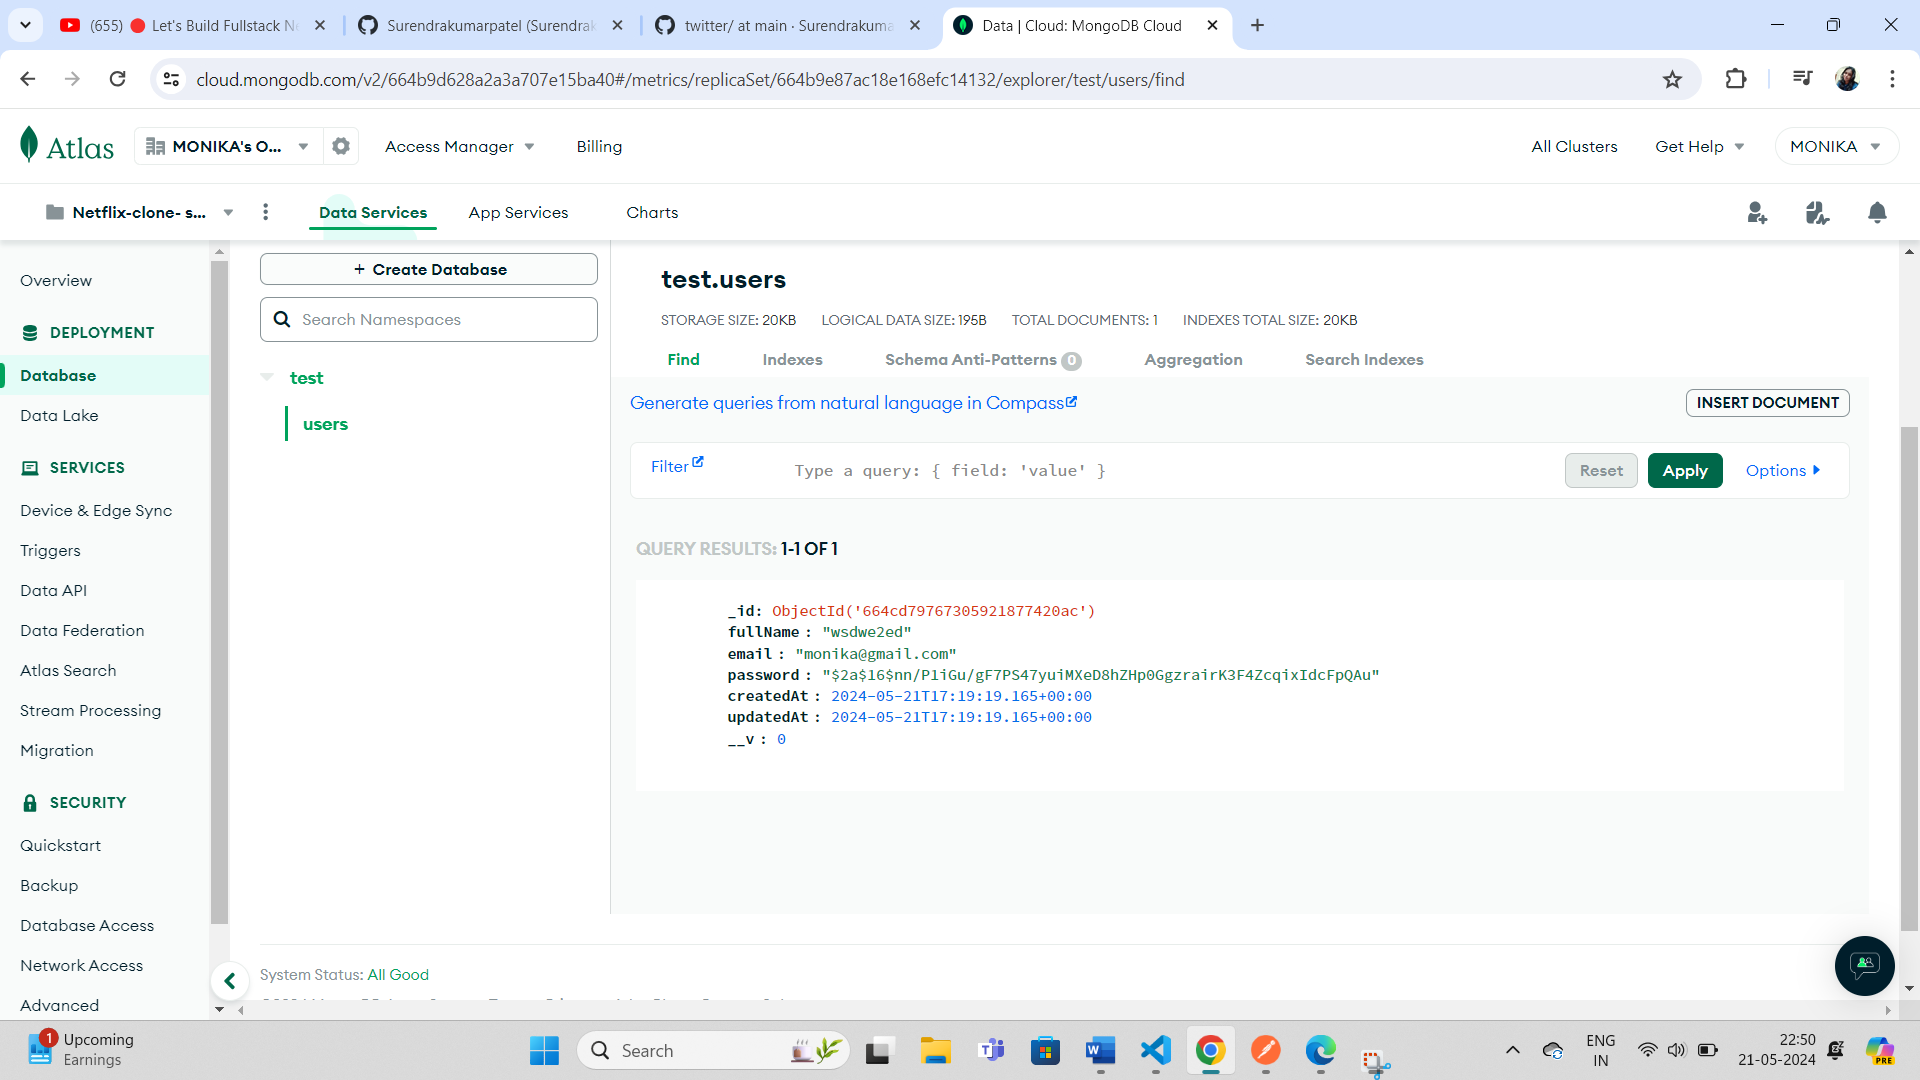 (655) 🔴 Let's Build Fullstack Ne
Surendrakumarpatel (Surendrak
twitter/ at main · Surendrakuma
Data | Cloud: MongoDB Cloud
cloud.mongodb.com/v2/664b9d628a2a3a707e15ba40#/metrics/replicaSet/664b9e87ac18e168efc14132/explorer/test/users/find
Atlas
MONIKA's O...
Access Manager
Billing
All Clusters
Get Help
MONIKA
Netflix-clone- s...
Data Services
App Services
Charts
Overview
DEPLOYMENT
Database
Data Lake
SERVICES
Device & Edge Sync
Triggers
Data API
Data Federation
Atlas Search
Stream Processing
Migration
SECURITY
Quickstart
Backup
Database Access
Network Access
Advanced
+ Create Database
Search Namespaces
test
users
test.users
STORAGE SIZE: 20KB
LOGICAL DATA SIZE: 195B
TOTAL DOCUMENTS: 1
INDEXES TOTAL SIZE: 20KB
Find
Indexes
Schema Anti-Patterns 0
Aggregation
Search Indexes
Generate queries from natural language in Compass
INSERT DOCUMENT
Filter
Type a query: { field: 'value' }
Reset
Apply
Options
QUERY RESULTS: 1-1 OF 1
_id: ObjectId('664cd79767305921877420ac')
fullName : "wsdwe2ed"
email : "monika@gmail.com"
password : "$2a$16$nn/P1iGu/gF7PS47yuiMXeD8hZHp0GgzrairK3F4ZcqixIdcFpQAu"
createdAt : 2024-05-21T17:19:19.165+00:00
updatedAt : 2024-05-21T17:19:19.165+00:00
__v : 0
System Status: All Good
1
Upcoming
Earnings
Search
ENG
IN
22:50
21-05-2024
PRE